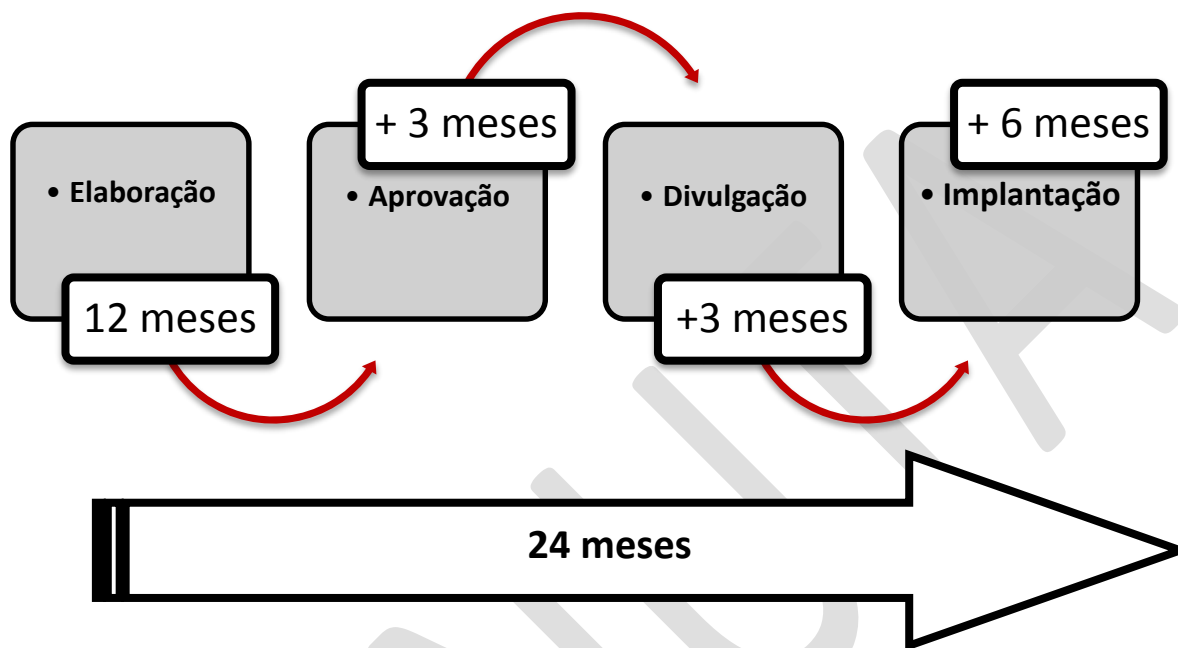 • Elaboração
12 meses
+ 3 meses
• Aprovação
• Divulgação
+3 meses
+ 6 meses
• Implantação
24 meses